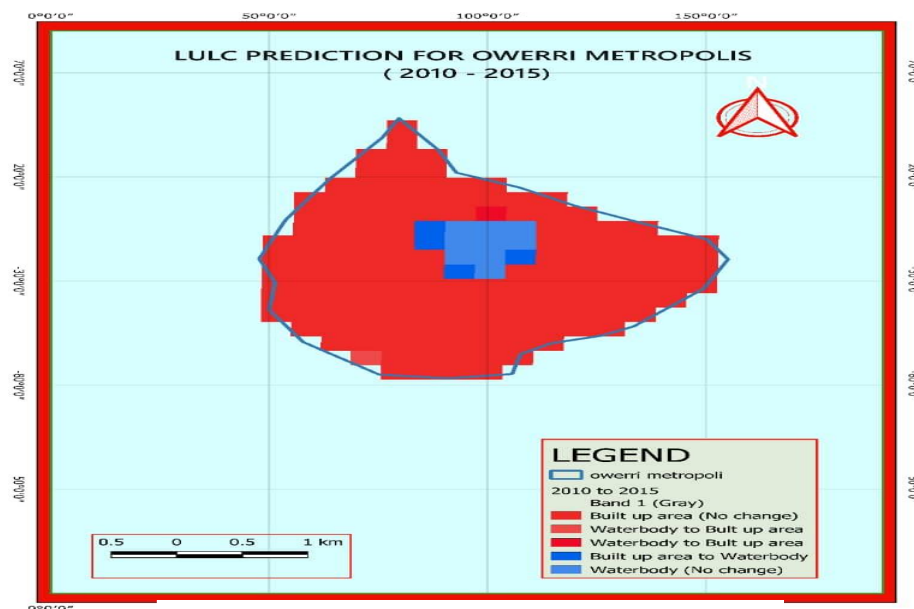 0°0'0" 50°0'0" 100°0'0" 150°0'0"
LULC PREDICTION FOR OWERRI METROPOLIS
( 2010 - 2015)
N
LEGEND
owerri metropoli
2010 to 2015
Band 1 (Gray)
Built up area (No change)
Waterbody to Bult up area
Waterbody to Bult up area
Built up area to Waterbody
Waterbody (No change)
0.5 0 0.5 1 km